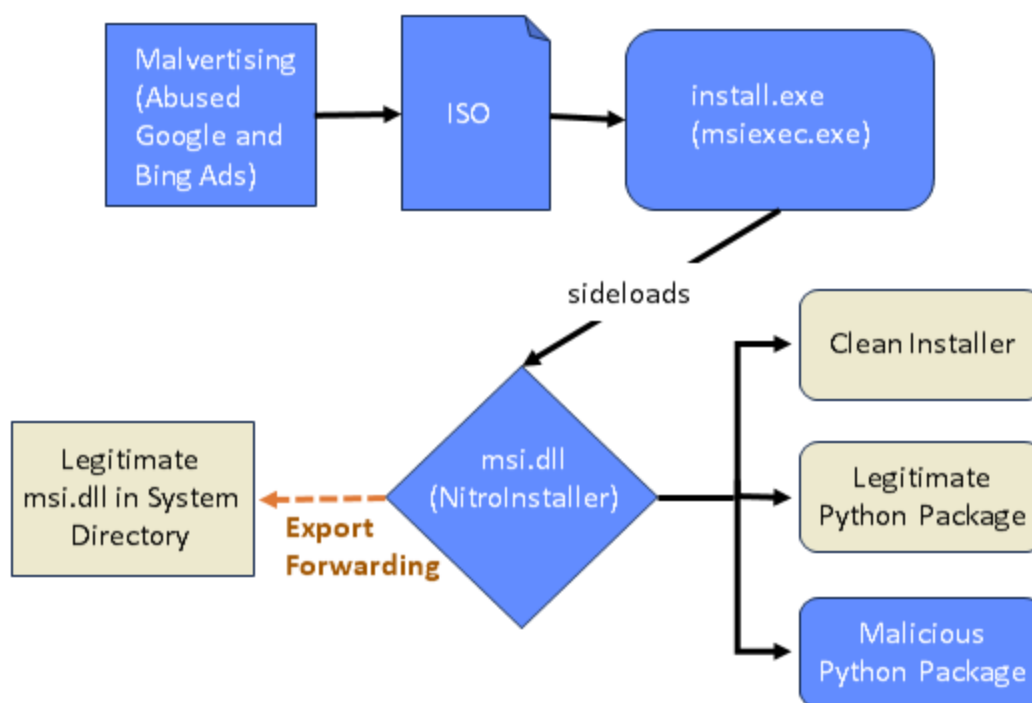 Malvertising
(Abused
Google and
Bing Ads)
ISO
install.exe
(msiexec.exe)
sideloads
Clean Installer
Legitimate
msi.dll in System
Directory
Export
Forwarding
msi.dll
(NitroInstaller)
Legitimate
Python Package
Malicious
Python Package